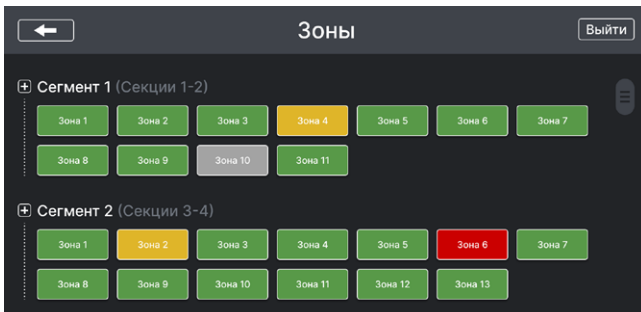 Зоны
Выйти
Сегмент 1 (Секции 1-2)
Зона 1 Зона 2 Зона 3 Зона 4 Зона 5 Зона 6 Зона 7
Зона 8 Зона 9 Зона 10 Зона 11
Сегмент 2 (Секции 3-4)
Зона 1 Зона 2 Зона 3 Зона 4 Зона 5 Зона 6 Зона 7
Зона 8 Зона 9 Зона 10 Зона 11 Зона 12 Зона 13